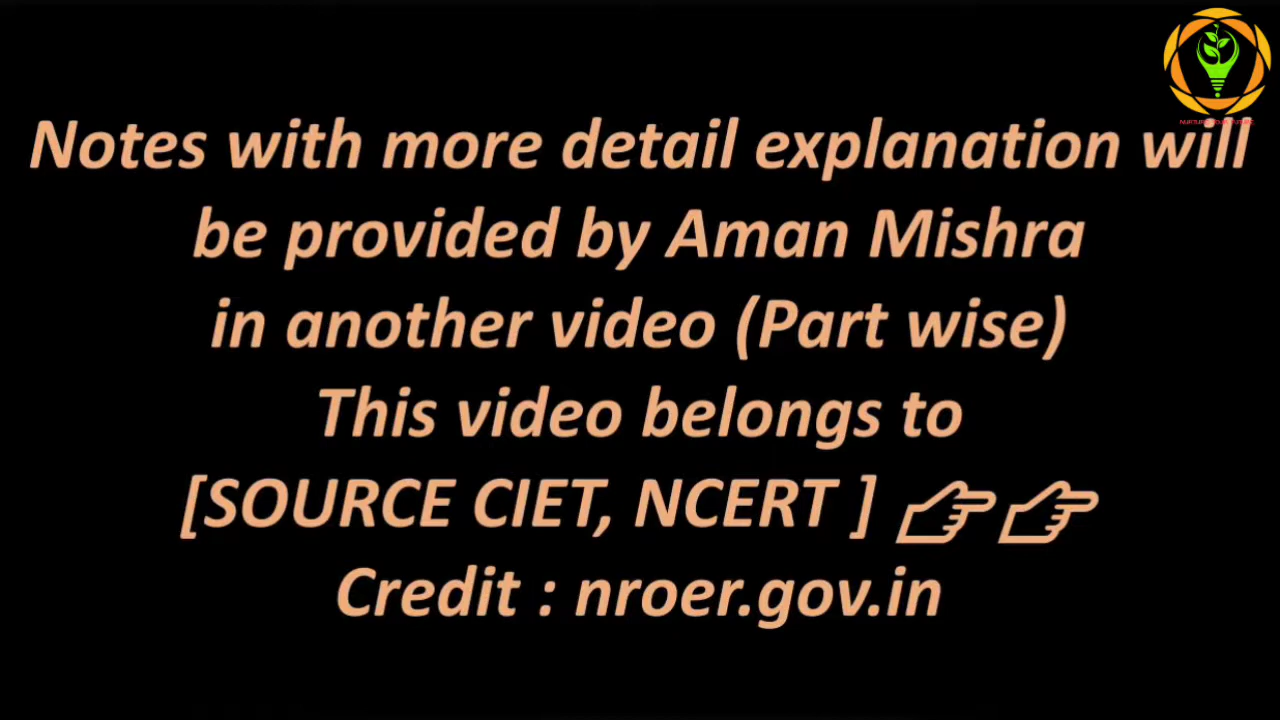 Notes with more detail explanation will
be provided by Aman Mishra
in another video (Part wise)
This video belongs to
[SOURCE CIET, NCERT ] 👉👉
Credit : nroer.gov.in